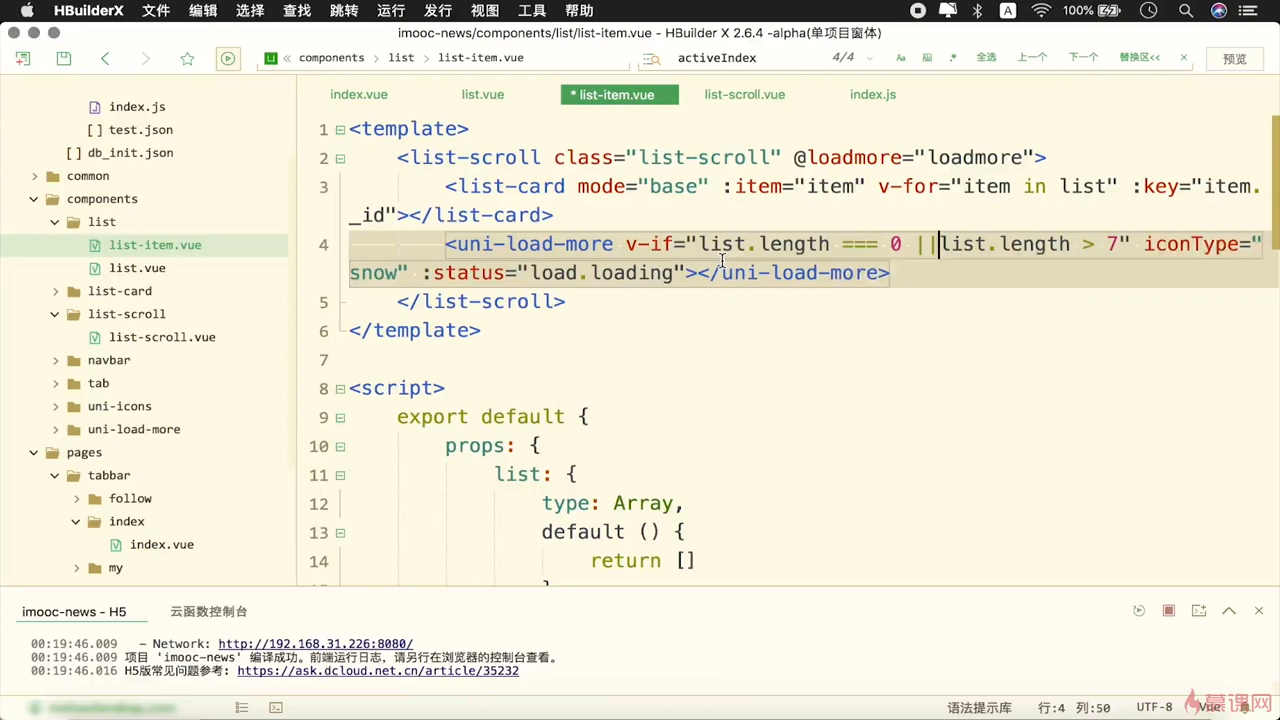 HBuilderX 文件 编辑 选择 查找 跳转 运行 发行 视图 工具 帮助 A 100%
imooc-news/components/list/list-item.vue - HBuilder X 2.6.4 -alpha(单项目窗体)
components list list-item.vue activeIndex 4/4 Aa 全选 上一个 下一个 替换区<< 预览
index.vue list.vue * list-item.vue list-scroll.vue index.js
index.js
[ ] test.json
[ ] db_init.json
common
components
list
list-item.vue
list.vue
list-card
list-scroll
list-scroll.vue
navbar
tab
uni-icons
uni-load-more
pages
tabbar
follow
index
index.vue
my
1 <template>
2 <list-scroll class="list-scroll" @loadmore="loadmore">
3 <list-card mode="base" :item="item" v-for="item in list" :key="item.
_id"></list-card>
4 <uni-load-more v-if="list.length === 0 ||list.length > 7" iconType="
snow" :status="load.loading"></uni-load-more>
5 </list-scroll>
6 </template>
7
8 <script>
9 export default {
10 props: {
11 list: {
12 type: Array,
13 default () {
14 return []
imooc-news - H5 云函数控制台
00:19:46.009 - Network: http://192.168.31.226:8080/
00:19:46.009 项目 'imooc-news' 编译成功。前端运行日志，请另行在浏览器的控制台查看。
00:19:46.016 H5版常见问题参考: https://ask.dcloud.net.cn/article/35232
语法提示库 行:4 列:50 UTF-8 Vue
慕课网